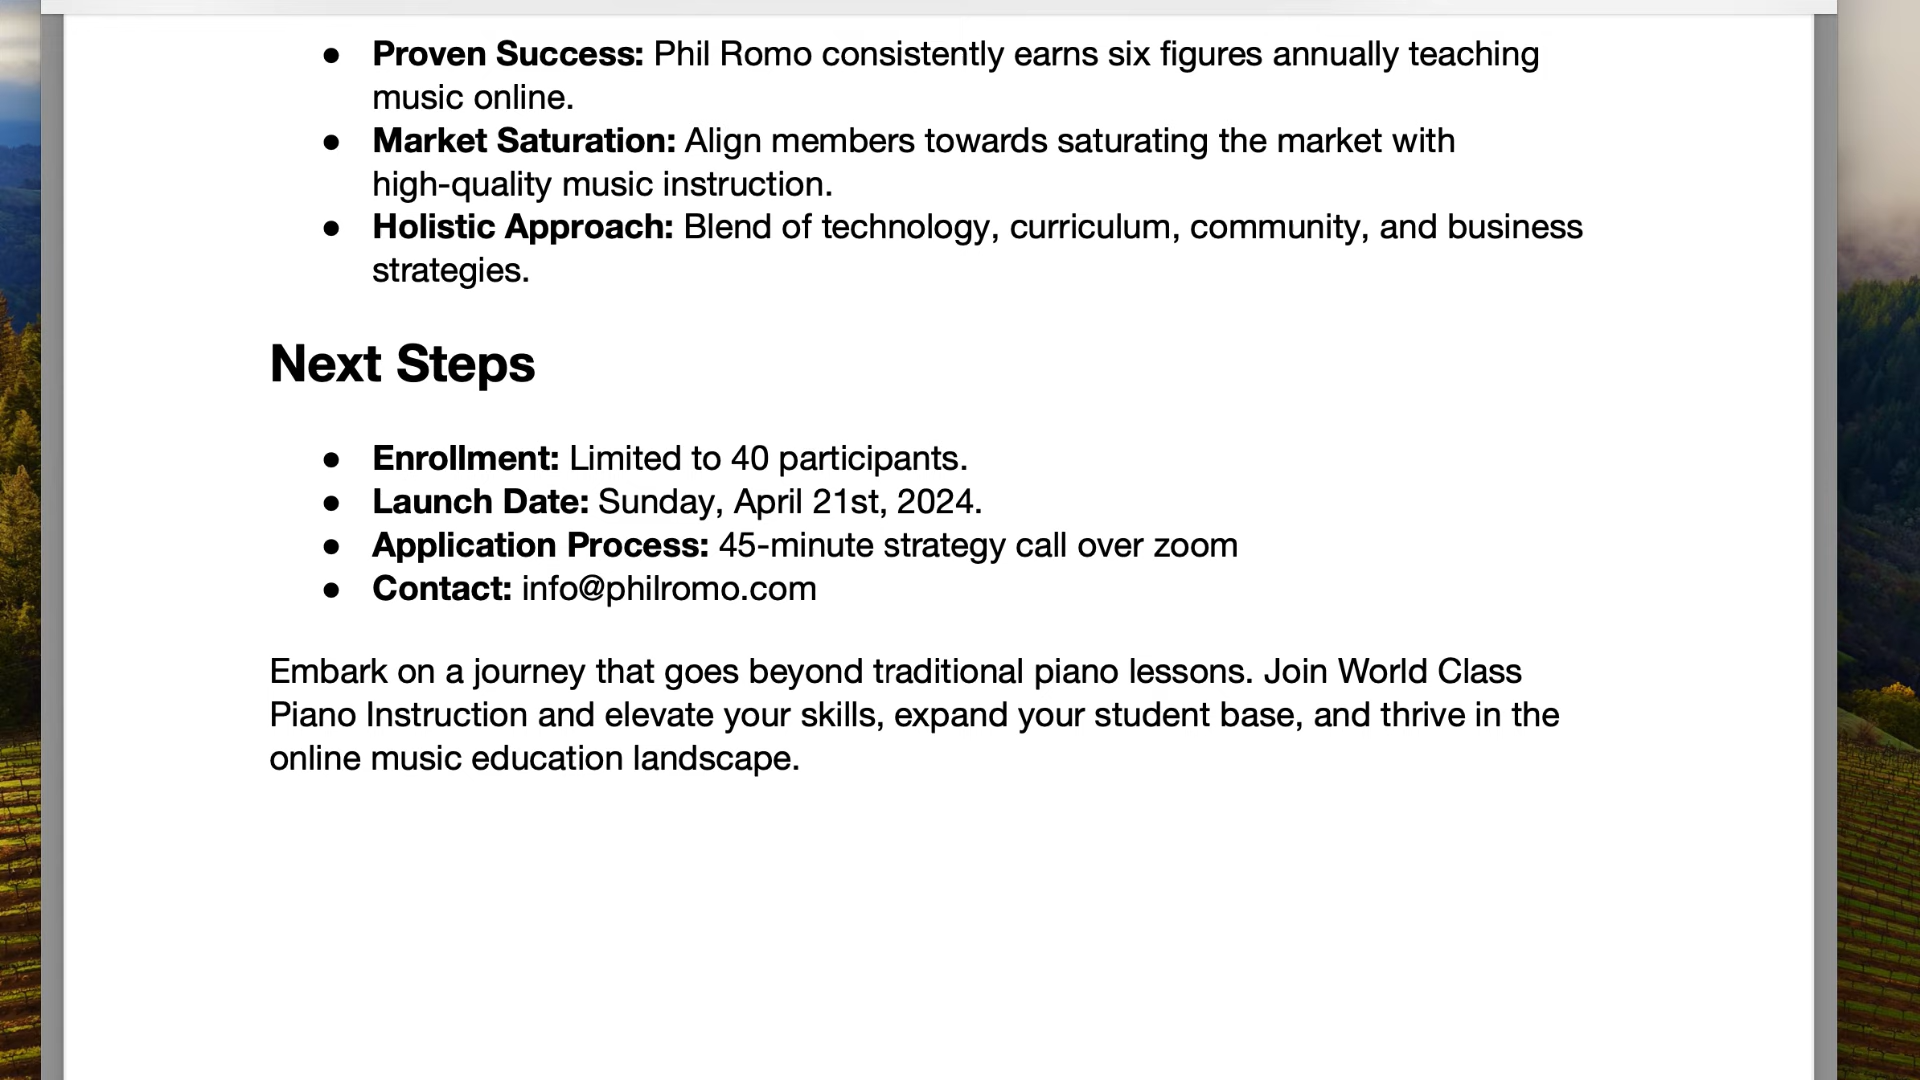 ● Proven Success: Phil Romo consistently earns six figures annually teaching
music online.
● Market Saturation: Align members towards saturating the market with
high-quality music instruction.
● Holistic Approach: Blend of technology, curriculum, community, and business
strategies.
Next Steps
● Enrollment: Limited to 40 participants.
● Launch Date: Sunday, April 21st, 2024.
● Application Process: 45-minute strategy call over zoom
● Contact: info@philromo.com
Embark on a journey that goes beyond traditional piano lessons. Join World Class
Piano Instruction and elevate your skills, expand your student base, and thrive in the
online music education landscape.